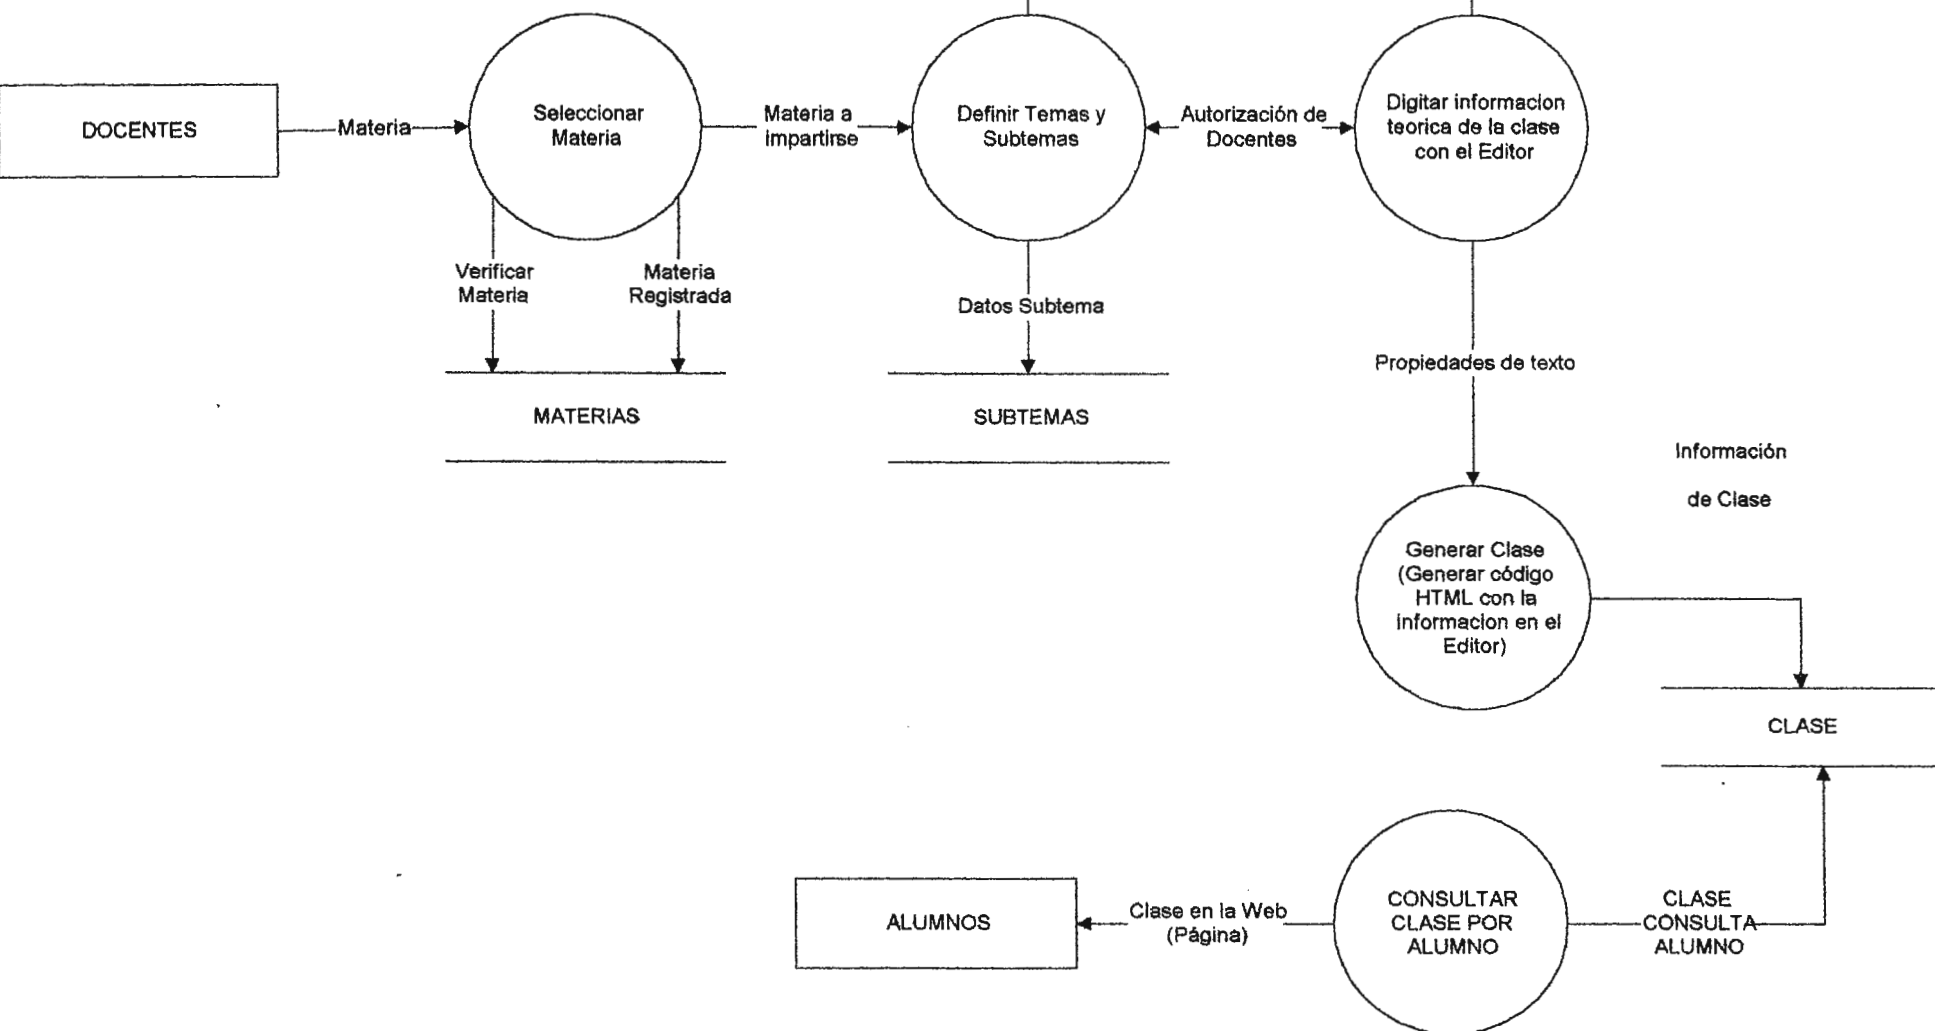 DOCENTES
Materia
Seleccionar
Materia
Materia a
impartirse
Definir Temas y
Subtemas
Autorización de
Docentes
Digitar informacion
teorica de la clase
con el Editor
Verificar
Materia
Materia
Registrada
Datos Subtema
Propiedades de texto
MATERIAS
SUBTEMAS
Información
de Clase
Generar Clase
(Generar código
HTML con la
informacion en el
Editor)
CLASE
ALUMNOS
Clase en la Web
(Página)
CONSULTAR
CLASE POR
ALUMNO
CLASE
CONSULTA
ALUMNO